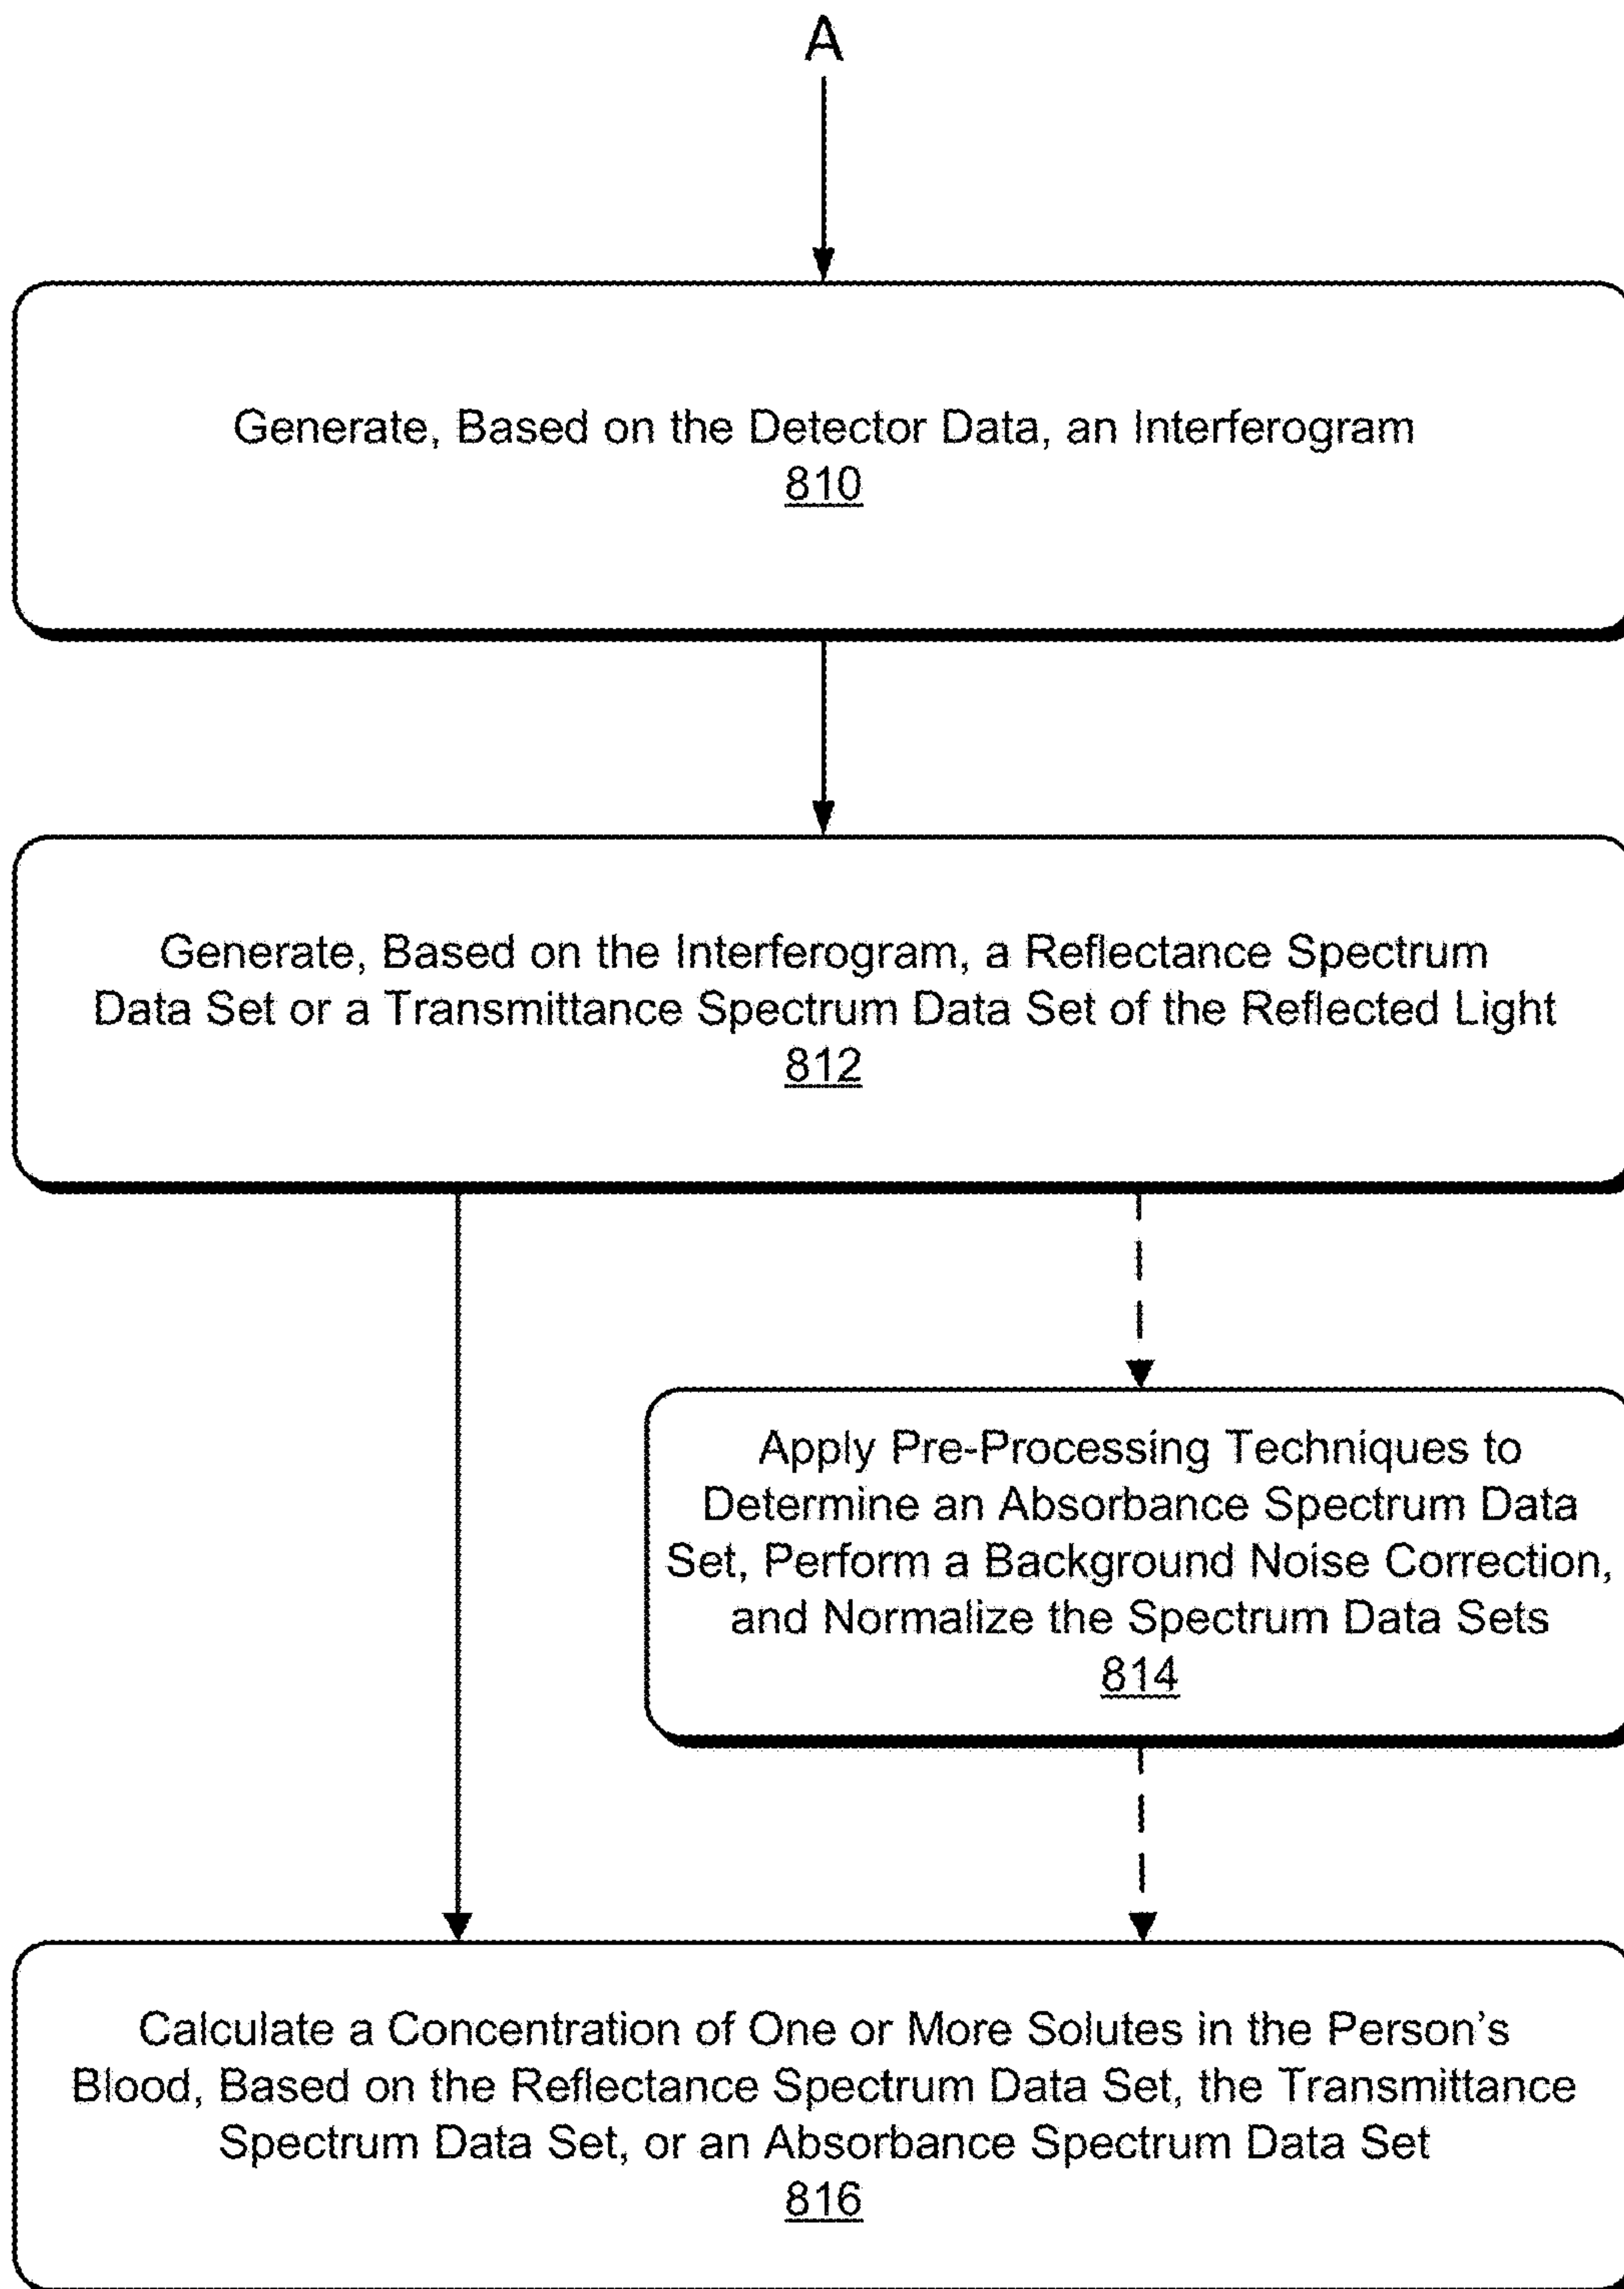 A
Generate, Based on the Detector Data, an Interferogram
810
Generate, Based on the Interferogram, a Reflectance Spectrum
Data Set or a Transmittance Spectrum Data Set of the Reflected Light
812
Apply Pre-Processing Techniques to
Determine an Absorbance Spectrum Data
Set, Perform a Background Noise Correction,
and Normalize the Spectrum Data Sets
814
Calculate a Concentration of One or More Solutes in the Person's
Blood, Based on the Reflectance Spectrum Data Set, the Transmittance
Spectrum Data Set, or an Absorbance Spectrum Data Set
816